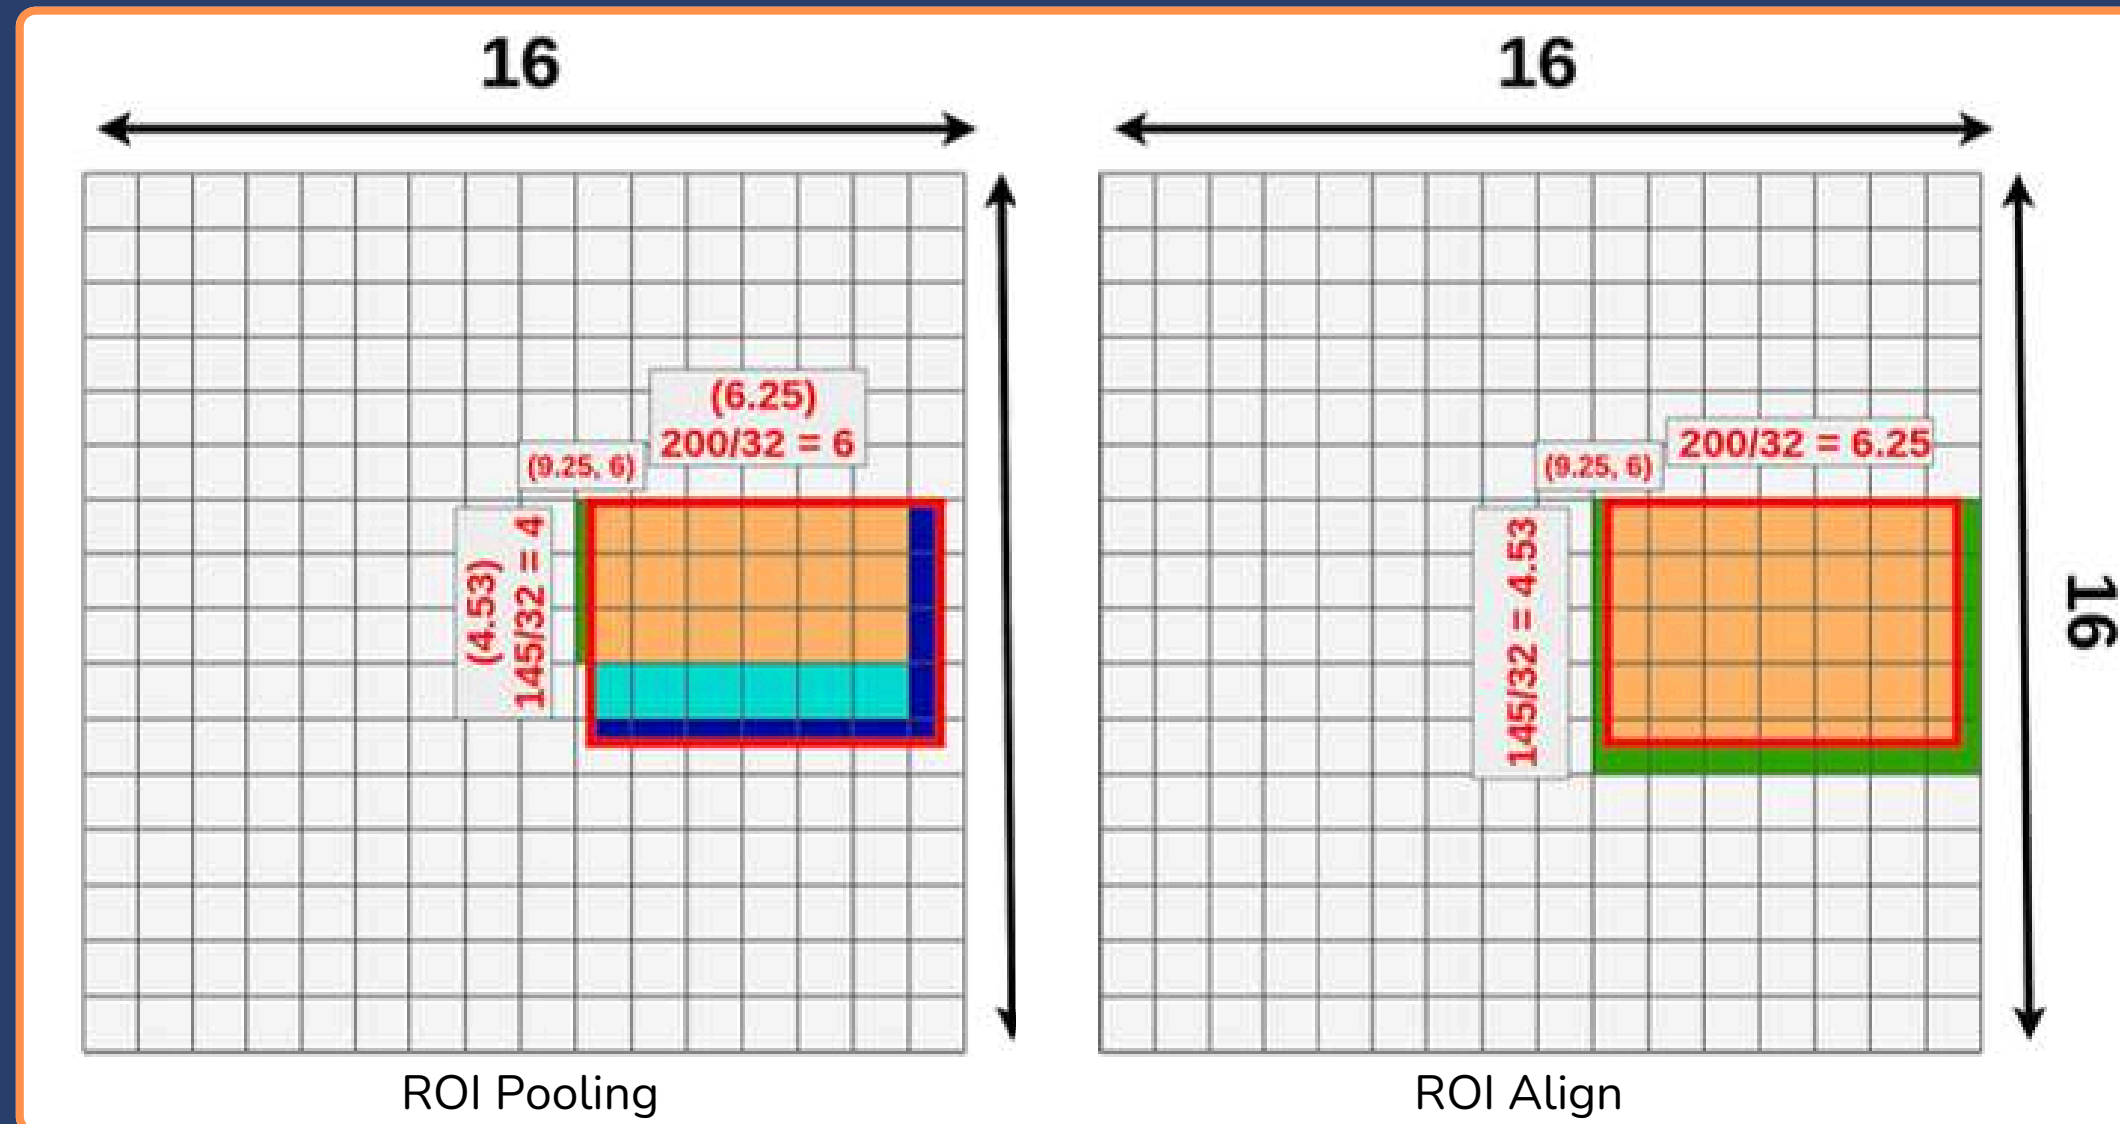 16
(6.25)
200/32 = 6
(9.25, 6)
(4.53)
145/32 = 4
ROI Pooling
16
200/32 = 6.25
(9.25, 6)
145/32 = 4.53
16
ROI Align